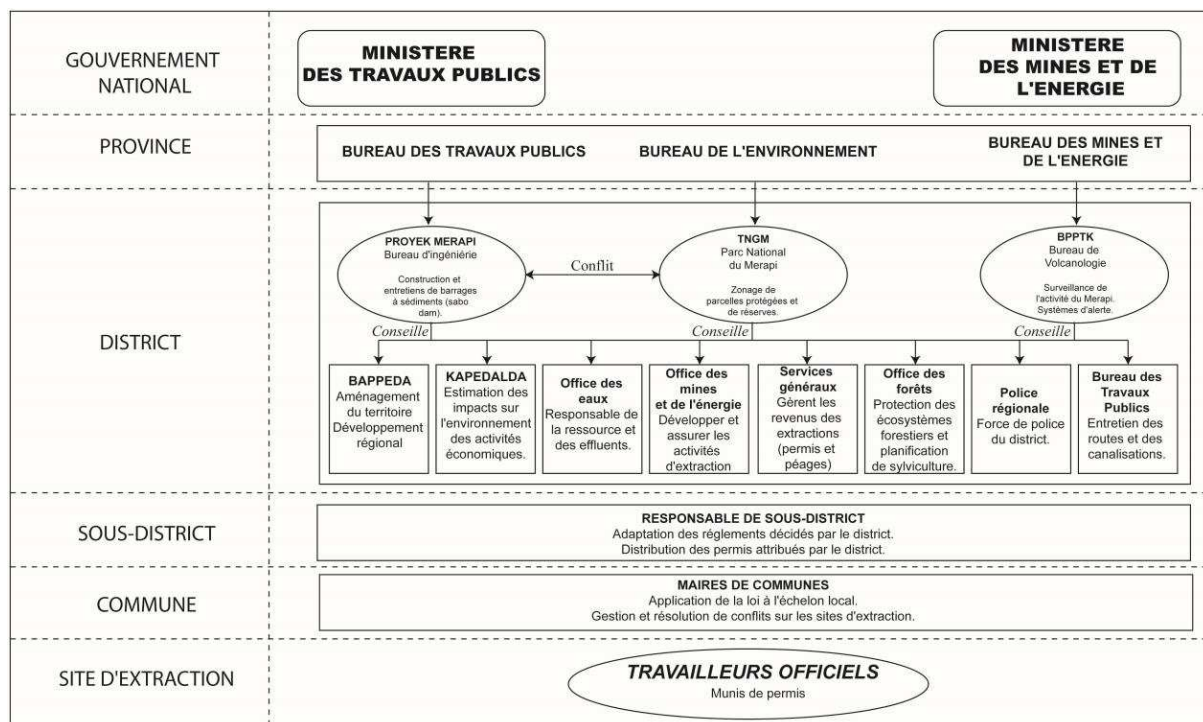 GOUVERNEMENT
NATIONAL
MINISTERE
DES TRAVAUX PUBLICS
MINISTERE
DES MINES ET DE
L'ENERGIE
PROVINCE
BUREAU DES TRAVAUX PUBLICS
BUREAU DE L'ENVIRONNEMENT
BUREAU DES MINES ET
DE L'ENERGIE
DISTRICT
PROYEK MERAPI
Bureau d'ingéniérie
Construction et
entretiens de barrages
à sédiments (sabo
dam).
Conflit
TNGM
Parc National
du Merapi
Zonage de
parcelles protégées et
de réserves.
BPPTK
Bureau de
Volcanologie
Surveillance de
l'activité du Merapi.
Systèmes d'alerte.
Conseille
Conseille
Conseille
BAPPEDA
Aménagement
du territoire
Développement
régional
KAPEDALDA
Estimation des
impacts sur
l'environnement
des activités
économiques.
Office des
eaux
Responsable de
la ressource et
des effluents.
Office des
mines
et de l'énergie
Développer et
assurer les
activités
d'extraction
Services
généraux
Gèrent les
revenus des
extractions
(permis et
péages)
Office des
forêts
Protection des
écosystèmes
forestiers et
planification
de sylviculture.
Police
régionale
Force de police
du district.
Bureau des
Travaux
Publics
Entretien des
routes et des
canalisations.
SOUS-DISTRICT
RESPONSABLE DE SOUS-DISTRICT
Adaptation des réglements décidés par le district.
Distribution des permis attribués par le district.
COMMUNE
MAIRES DE COMMUNES
Application de la loi à l'échelon local.
Gestion et résolution de conflits sur les sites d'extraction.
SITE D'EXTRACTION
TRAVAILLEURS OFFICIELS
Munis de permis